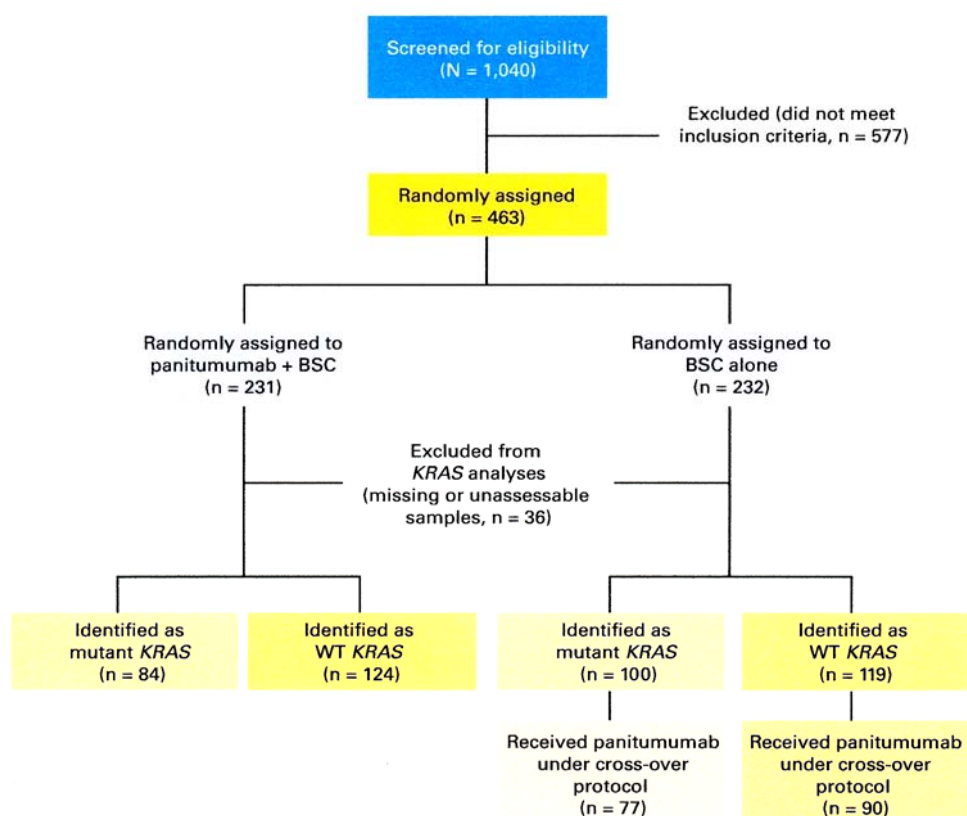 Screened for eligibility
(N = 1,040)
Excluded (did not meet
inclusion criteria, n = 577)
Randomly assigned
(n = 463)
Randomly assigned to
panitumumab + BSC
(n = 231)
Randomly assigned to
BSC alone
(n = 232)
Excluded from
KRAS analyses
(missing or unassessable
samples, n = 36)
Identified as
mutant KRAS
(n = 84)
Identified as
WT KRAS
(n = 124)
Identified as
mutant KRAS
(n = 100)
Identified as
WT KRAS
(n = 119)
Received panitumumab
under cross-over
protocol
(n = 77)
Received panitumumab
under cross-over
protocol
(n = 90)